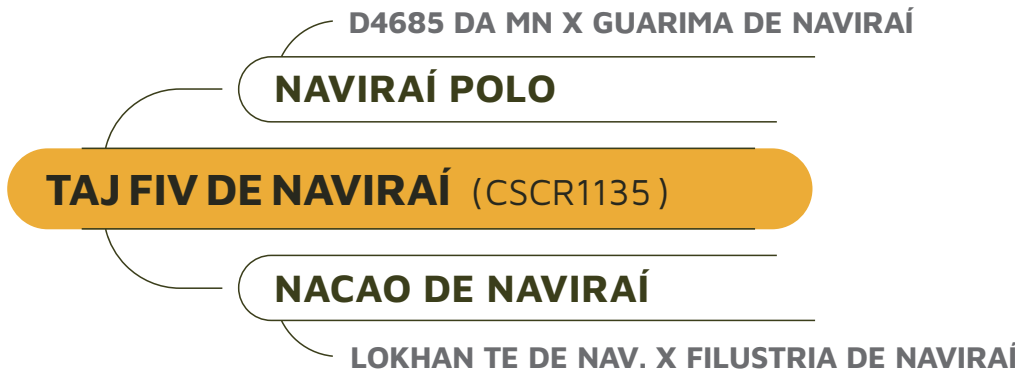 D4685 DA MN X GUARIMA DE NAVIRAÍ
NAVIRAÍ POLO
TAJ FIV DE NAVIRAÍ (CSCR1135)
NACAO DE NAVIRAÍ
LOKHAN TE DE NAV. X FILUSTRIA DE NAVIRAÍ